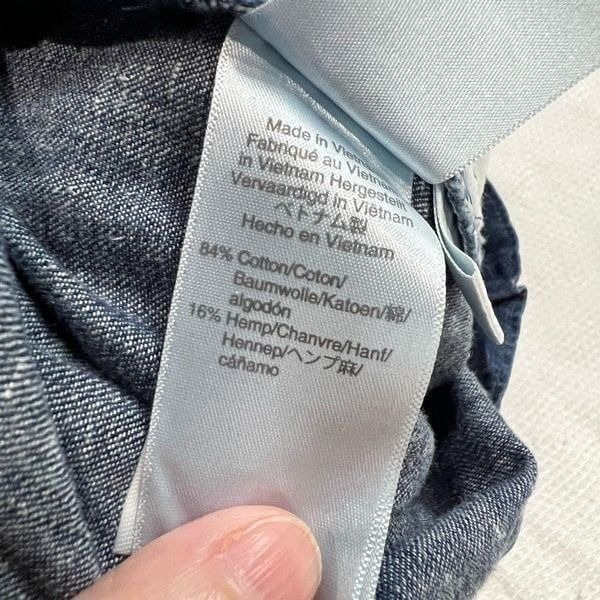 Made in Vietnam
Fabriqué au Vietnam
in Vietnam Hergestellt
Vervaardigd in Viëtnam
ベトナム製
Hecho en Vietnam
84% Cotton/Coton/
Baumwolle/Katoen/綿/
algodón
16% Hemp/Chanvre/Hanf/
Hennep/ヘンプ麻/
cáñamo